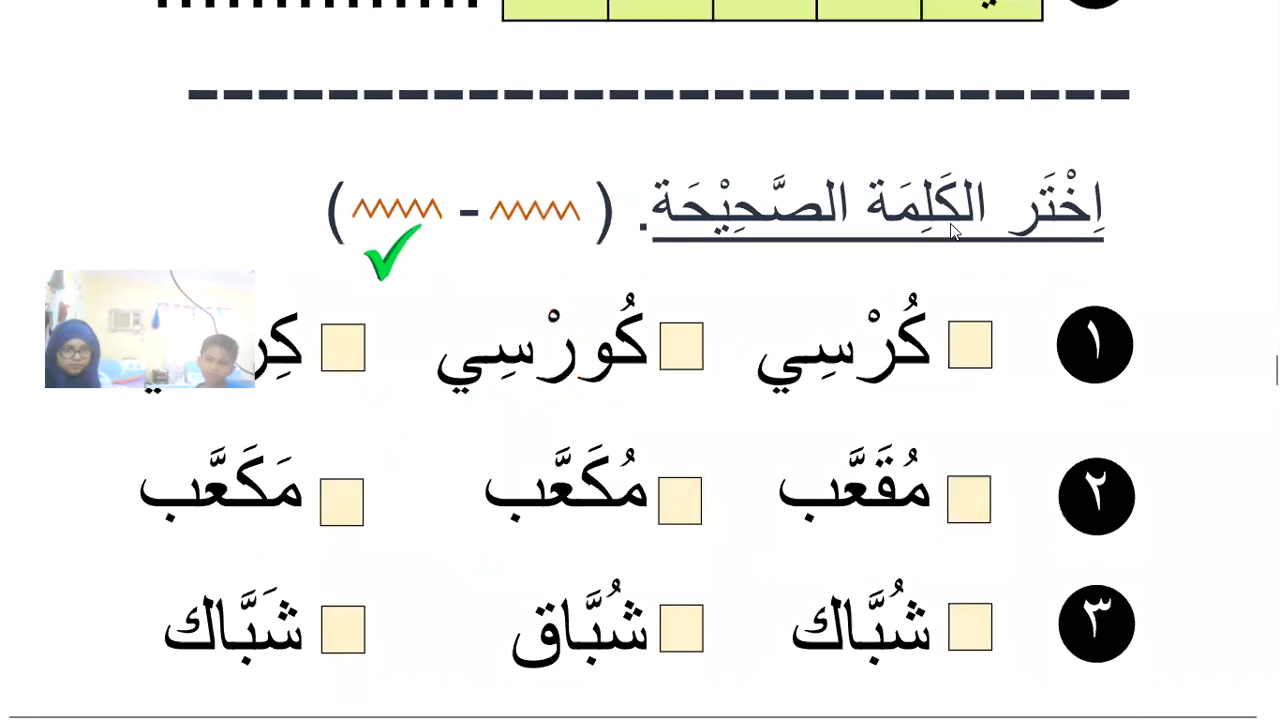 اِخْتَر الكَلِمَة الصَّحِيْحَة. ( - )
١ كُرْسِي كُورْسِي
٢ مُقَعَّب مُكَعَّب مَكَعَّب
٣ شُبَّاك شُبَّاق شَبَّاك